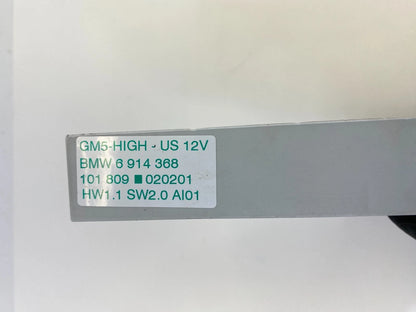 GM5-HIGH - US 12V
BMW 6 914 368
101 809 ■ 020201
HW1.1 SW2.0 AI01